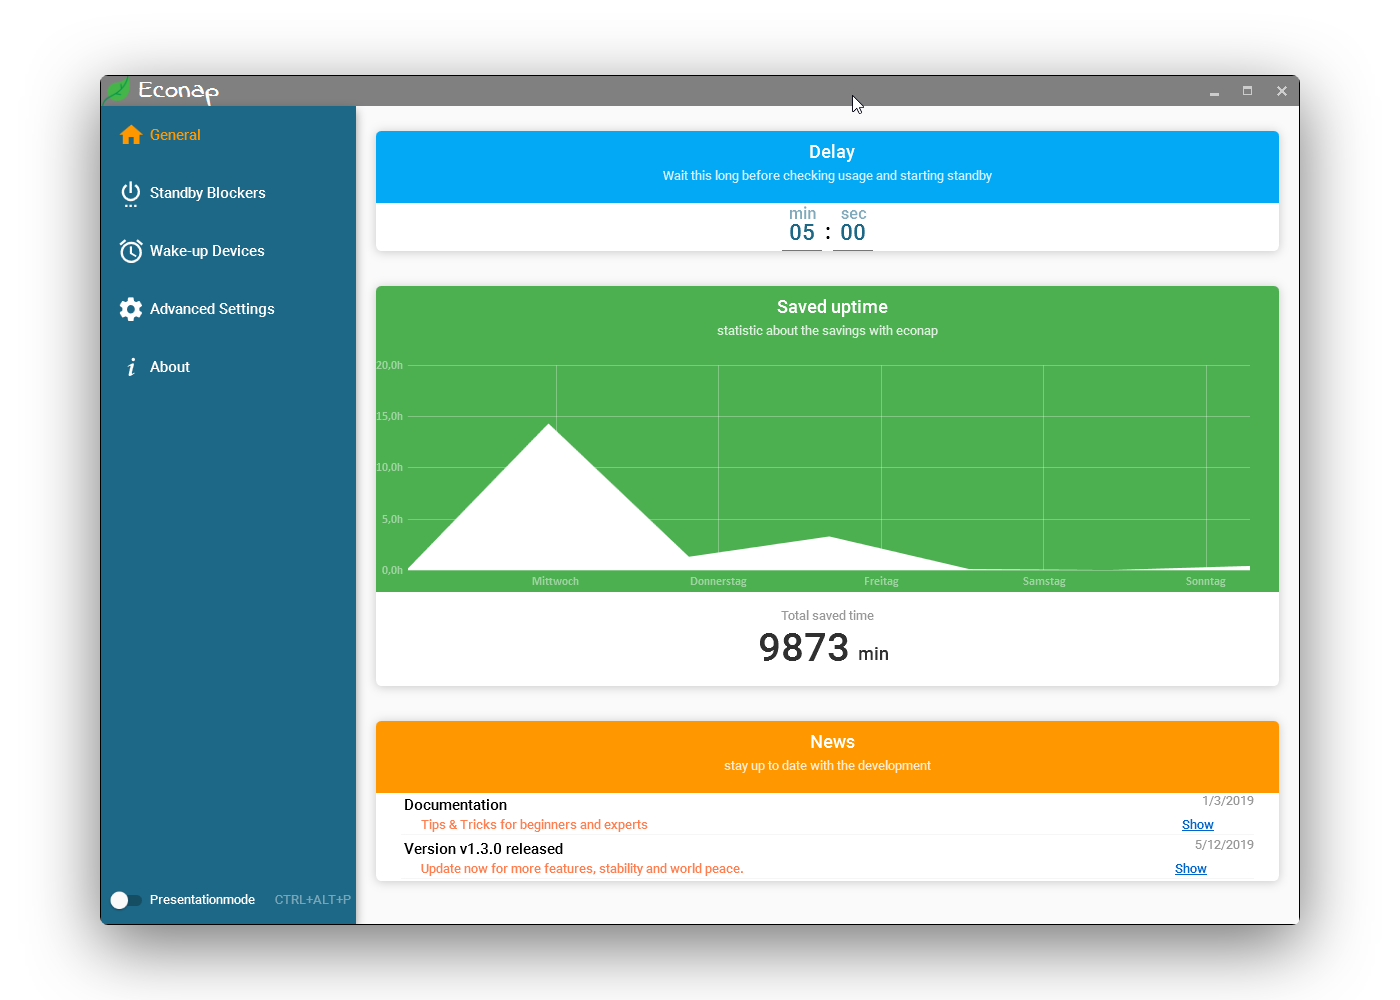 Econap
General
Standby Blockers
Wake-up Devices
Advanced Settings
About
Presentationmode CTRL+ALT+P
Delay
Wait this long before checking usage and starting standby
min sec
05 : 00
Saved uptime
statistic about the savings with econap
20,0h
15,0h
10,0h
5,0h
0,0h
Mittwoch Donnerstag Freitag Samstag Sonntag
Total saved time
9873 min
News
stay up to date with the development
Documentation 1/3/2019
Tips & Tricks for beginners and experts Show
Version v1.3.0 released 5/12/2019
Update now for more features, stability and world peace. Show